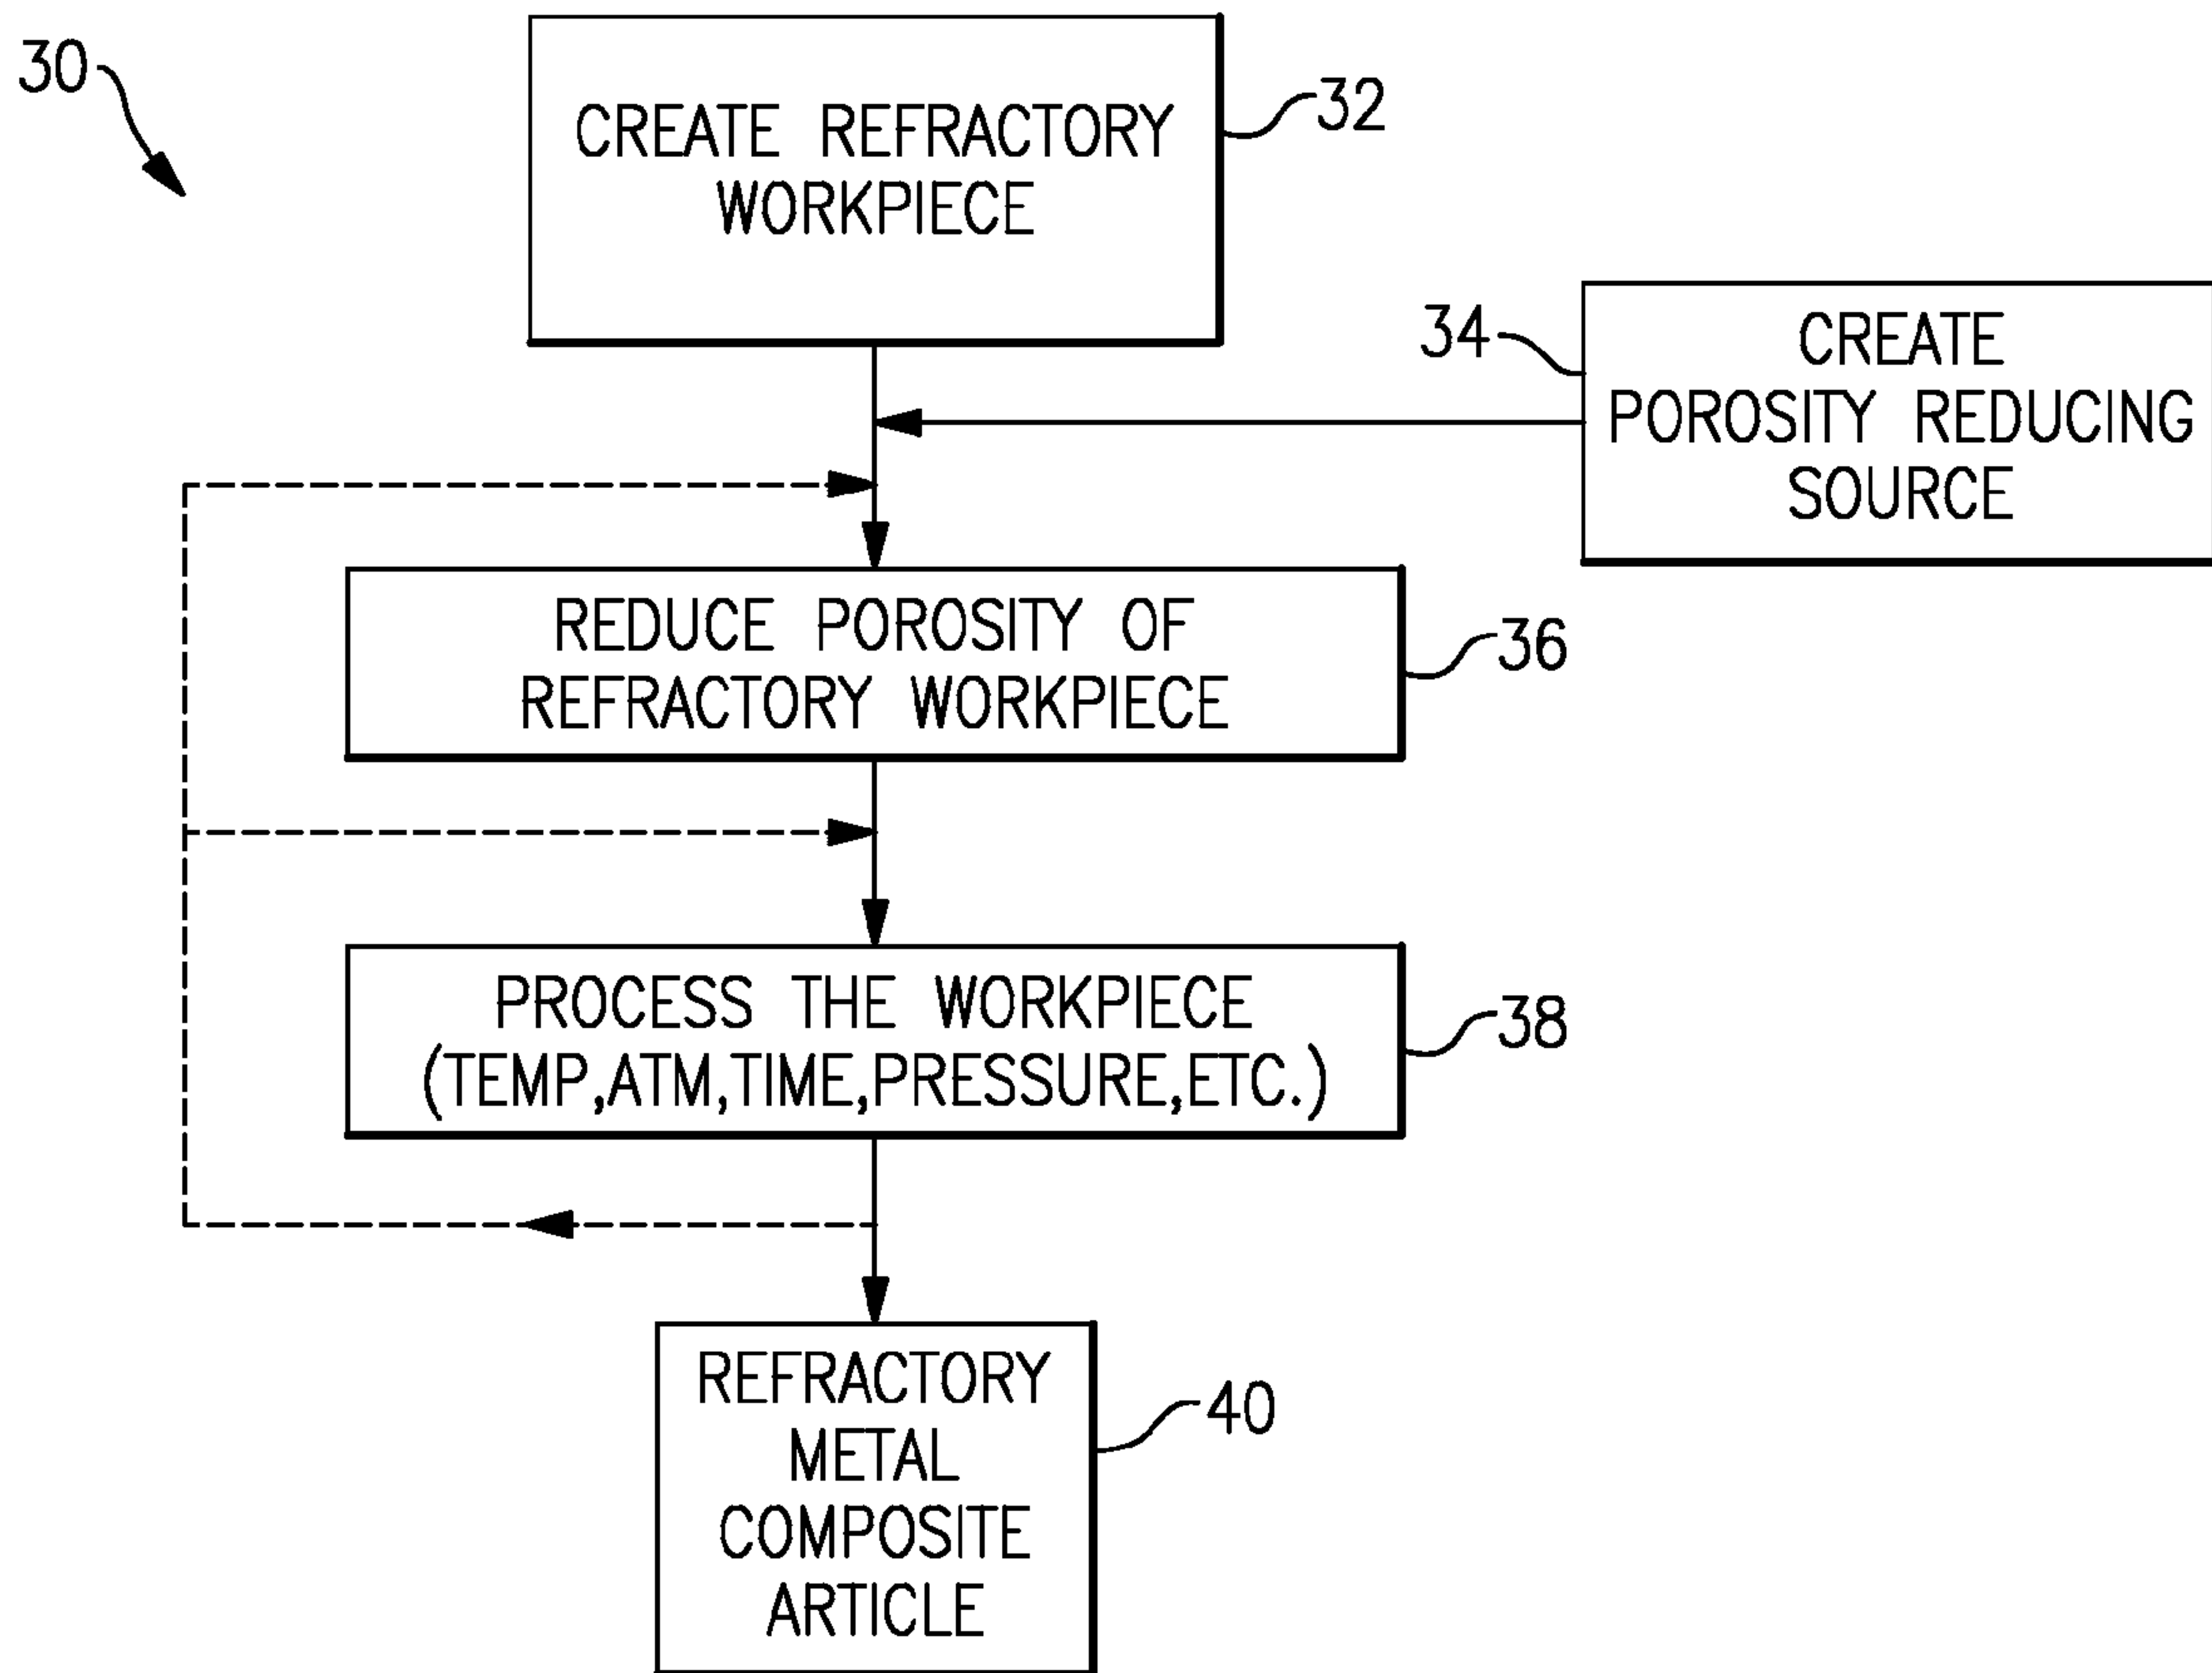 30
CREATE REFRACTORY
WORKPIECE
32
34
CREATE
POROSITY REDUCING
SOURCE
REDUCE POROSITY OF
REFRACTORY WORKPIECE
36
PROCESS THE WORKPIECE
(TEMP,ATM,TIME,PRESSURE,ETC.)
38
REFRACTORY
METAL
COMPOSITE
ARTICLE
40